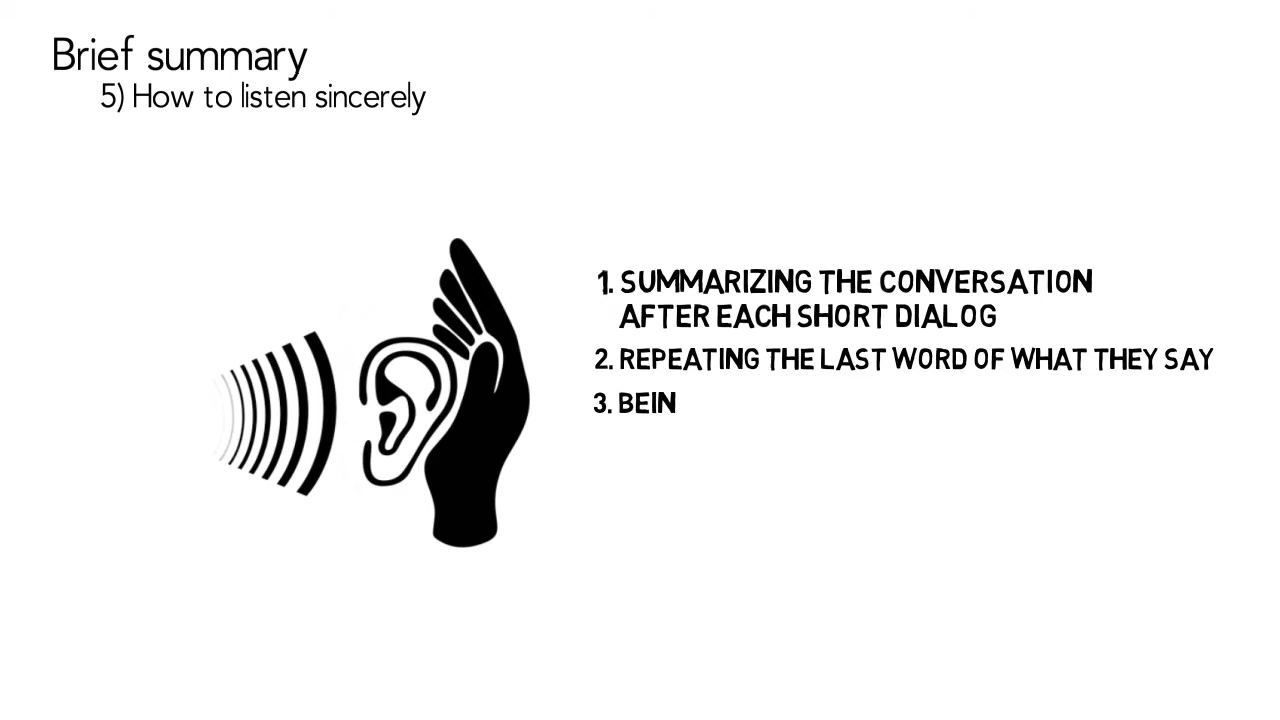 Brief summary
5) How to listen sincerely
1. SUMMARIZING THE CONVERSATION
AFTER EACH SHORT DIALOG
2. REPEATING THE LAST WORD OF WHAT THEY SAY
3. BEIN